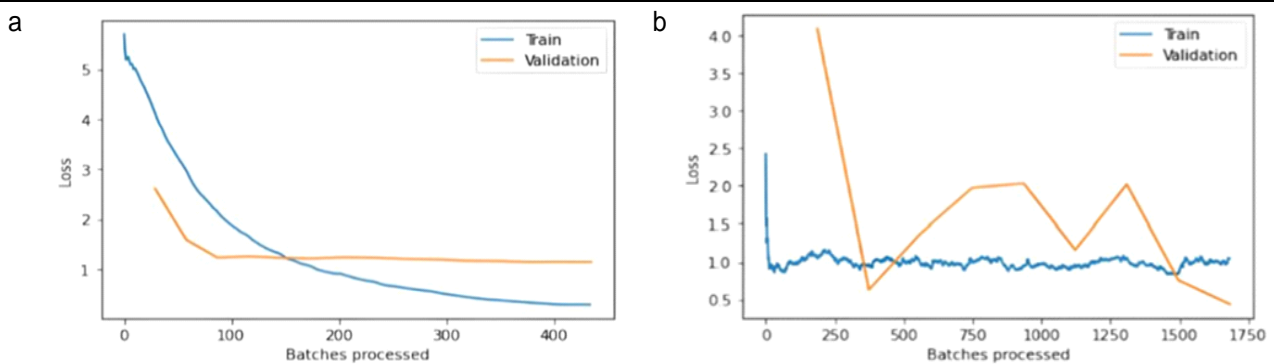 a
Train
Validation
5
4
3
2
1
Loss
0
100
200
300
400
Batches processed
b
Train
Validation
4 0
3 5
3 0
2 5
2 0
1 5
1 0
0 5
Loss
0
250
500
750
1000
1250
1500
1750
Batches processed